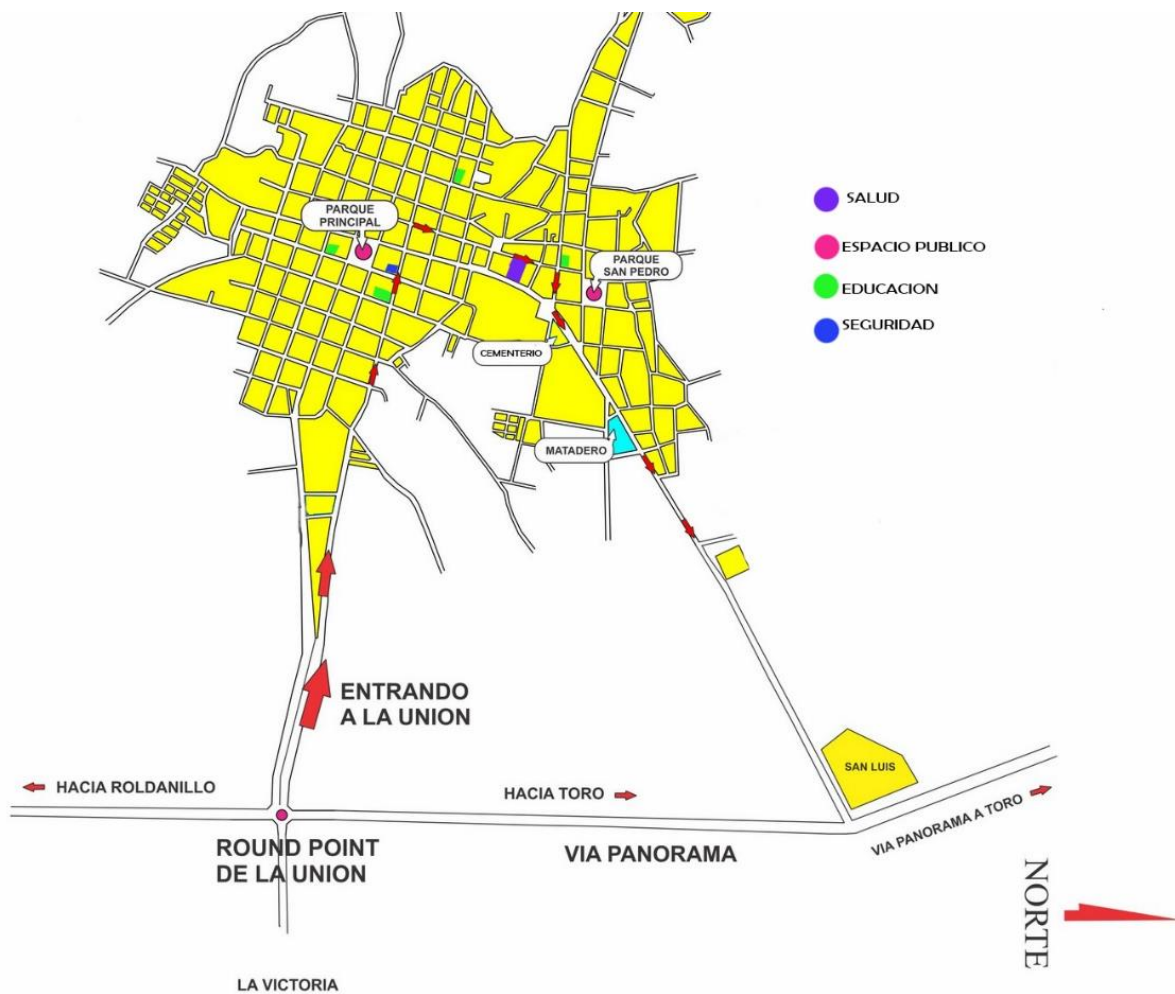 PARQUE
PRINCIPAL
SALUD
ESPACIO PUBLICO
PARQUE
SAN PEDRO
EDUCACION
SEGURIDAD
CEMENTERIO
MATADERO
ENTRANDO
A LA UNION
SAN LUIS
HACIA ROLDANILLO
HACIA TORO
VIA PANORAMA A TORO
ROUND POINT
DE LA UNION
VIA PANORAMA
NORTE
LA VICTORIA